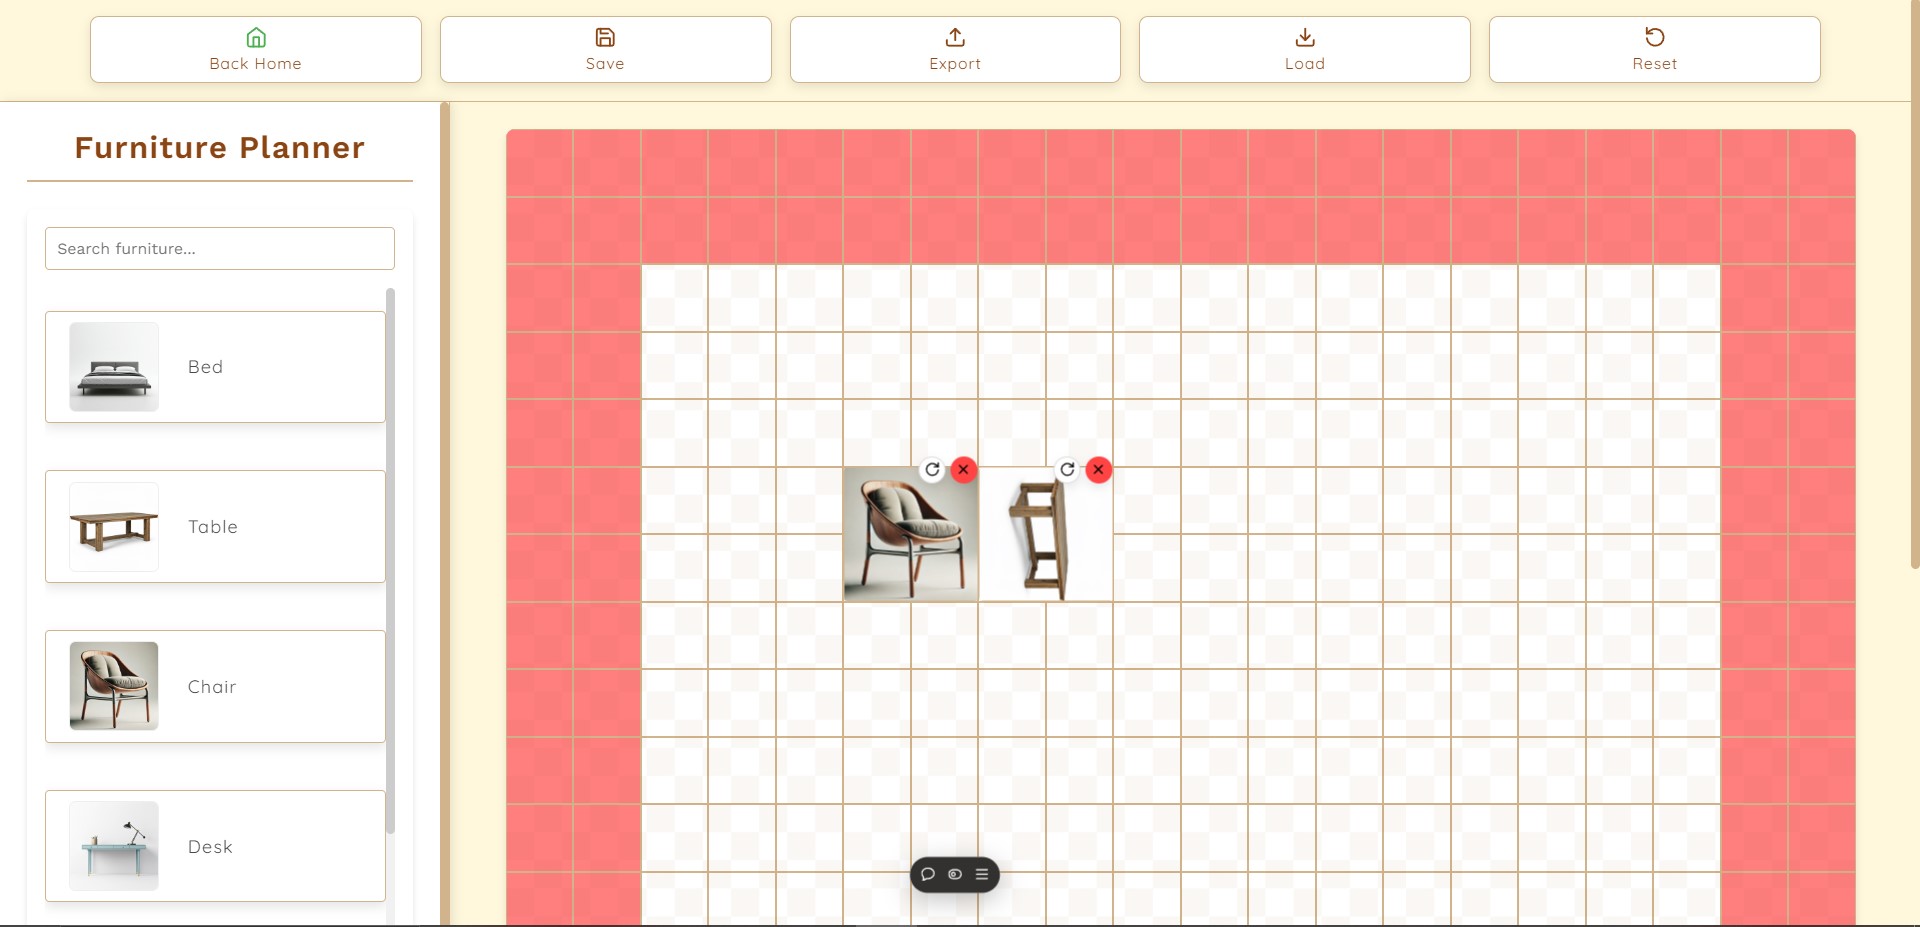 Back Home
Save
Export
Load
Reset
Furniture Planner
Search furniture...
Bed
Table
Chair
Desk